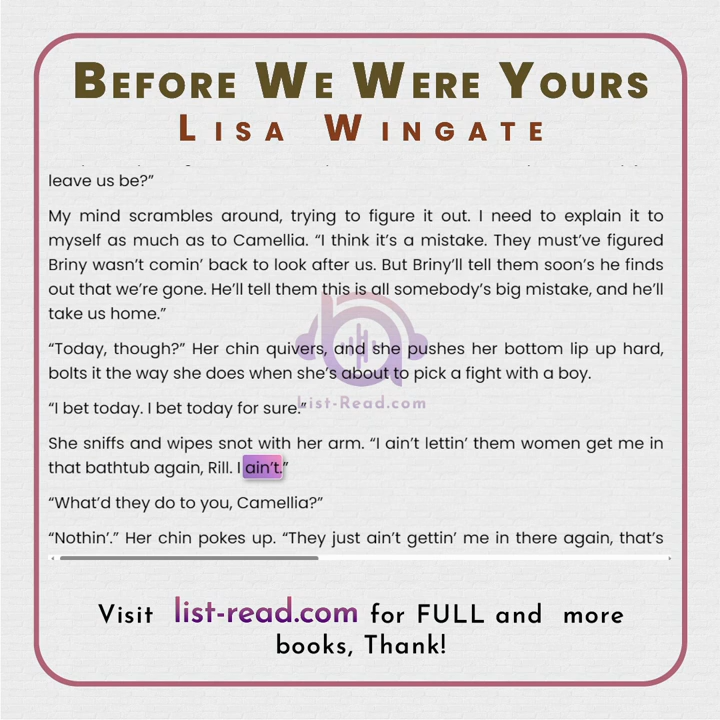 BEFORE WE WERE YOURS
LISA WINGATE
leave us be?”
My mind scrambles around, trying to figure it out. I need to explain it to
myself as much as to Camellia. “I think it’s a mistake. They must’ve figured
Briny wasn’t comin’ back to look after us. But Briny’ll tell them soon’s he finds
out that we’re gone. He’ll tell them this is all somebody’s big mistake, and he’ll
take us home.”
“Today, though?” Her chin quivers, and she pushes her bottom lip up hard,
bolts it the way she does when she’s about to pick a fight with a boy.
“I bet today. I bet today for sure.”
List-Read.com
She sniffs and wipes snot with her arm. “I ain’t lettin’ them women get me in
that bathtub again, Rill. I ain’t.”
“What’d they do to you, Camellia?”
“Nothin’.” Her chin pokes up. “They just ain’t gettin’ me in there again, that’s
Visit list-read.com for FULL and more
books, Thank!